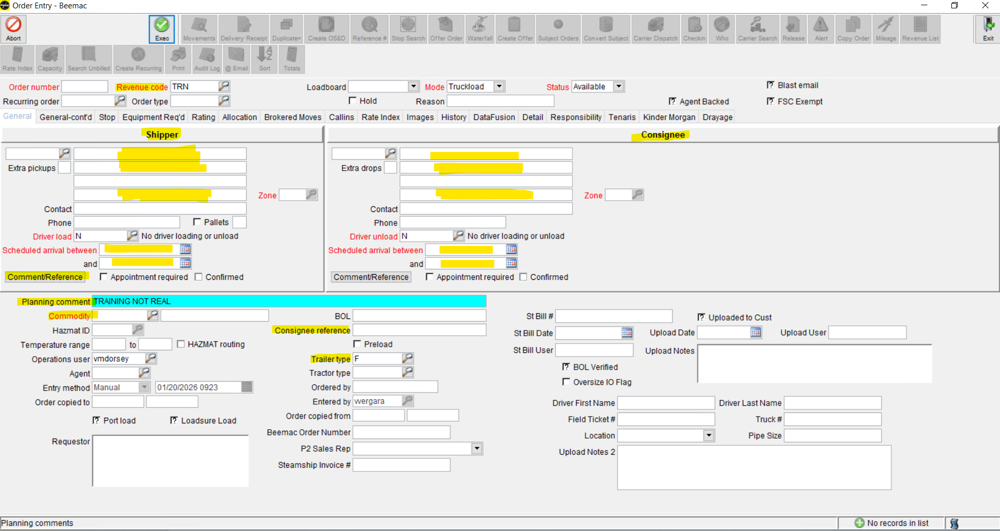 Order Entry - Beemac
Abort Exec Movements Delivery Receipt Duplicate= Create OS&D Reference # Stop Search Offer Order Waterfall Create Offer Subject Orders Convert Subject Carrier Dispatch Checkin Who Carrier Search Release Alert Copy Order Mileage Revenue List Exit
Rate Index Capacity Search Unbilled Create Recurring Print Audit Log @ Email Sort Totals
Order number Revenue code TRN Loadboard Mode Truckload Status Available Blast email
Recurring order Order type Hold Reason Agent Backed FSC Exempt
General General-cont'd Stop Equipment Req'd Rating Allocation Brokered Moves Callins Rate Index Images History DataFusion Detail Responsibility Tenaris Kinder Morgan Drayage
Shipper Consignee
Extra pickups Extra drops
Zone Zone
Contact Contact
Phone Pallets Phone
Driver load N No driver loading or unload Driver unload N No driver loading or unload
Scheduled arrival between Scheduled arrival between
and and
Comment/Reference Appointment required Confirmed Comment/Reference Appointment required Confirmed
Planning comment TRAINING NOT REAL
Commodity BOL St Bill # Uploaded to Cust
Hazmat ID Consignee reference St Bill Date Upload Date Upload User
Temperature range to HAZMAT routing Preload St Bill User Upload Notes
Operations user vmdorsey Trailer type F BOL Verified
Agent Tractor type Oversize IO Flag
Entry method Manual 01/20/2026 0923 Ordered by
Order copied to Entered by vvergara Driver First Name Driver Last Name
Port load Loadsure Load Order copied from Field Ticket # Truck #
Requestor Beemac Order Number Location Pipe Size
P2 Sales Rep Upload Notes 2
Steamship Invoice #
Planning comments No records in list